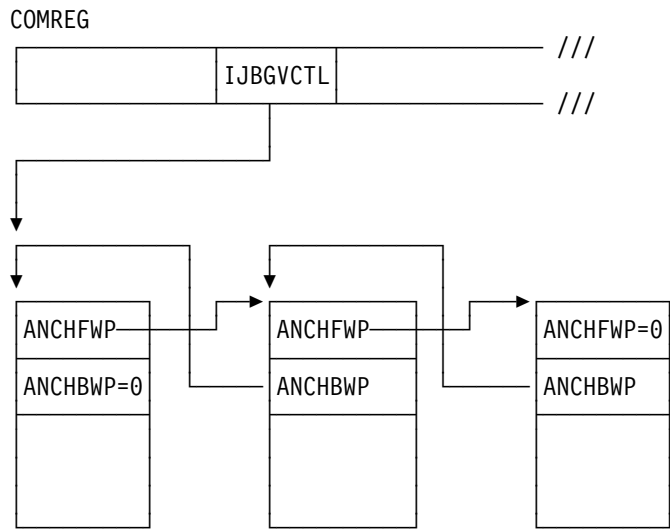 COMREG
///
IJBGVCTL
///
ANCHFWP ANCHFWP ANCHFWP=0
ANCHBWP=0 ANCHBWP ANCHBWP